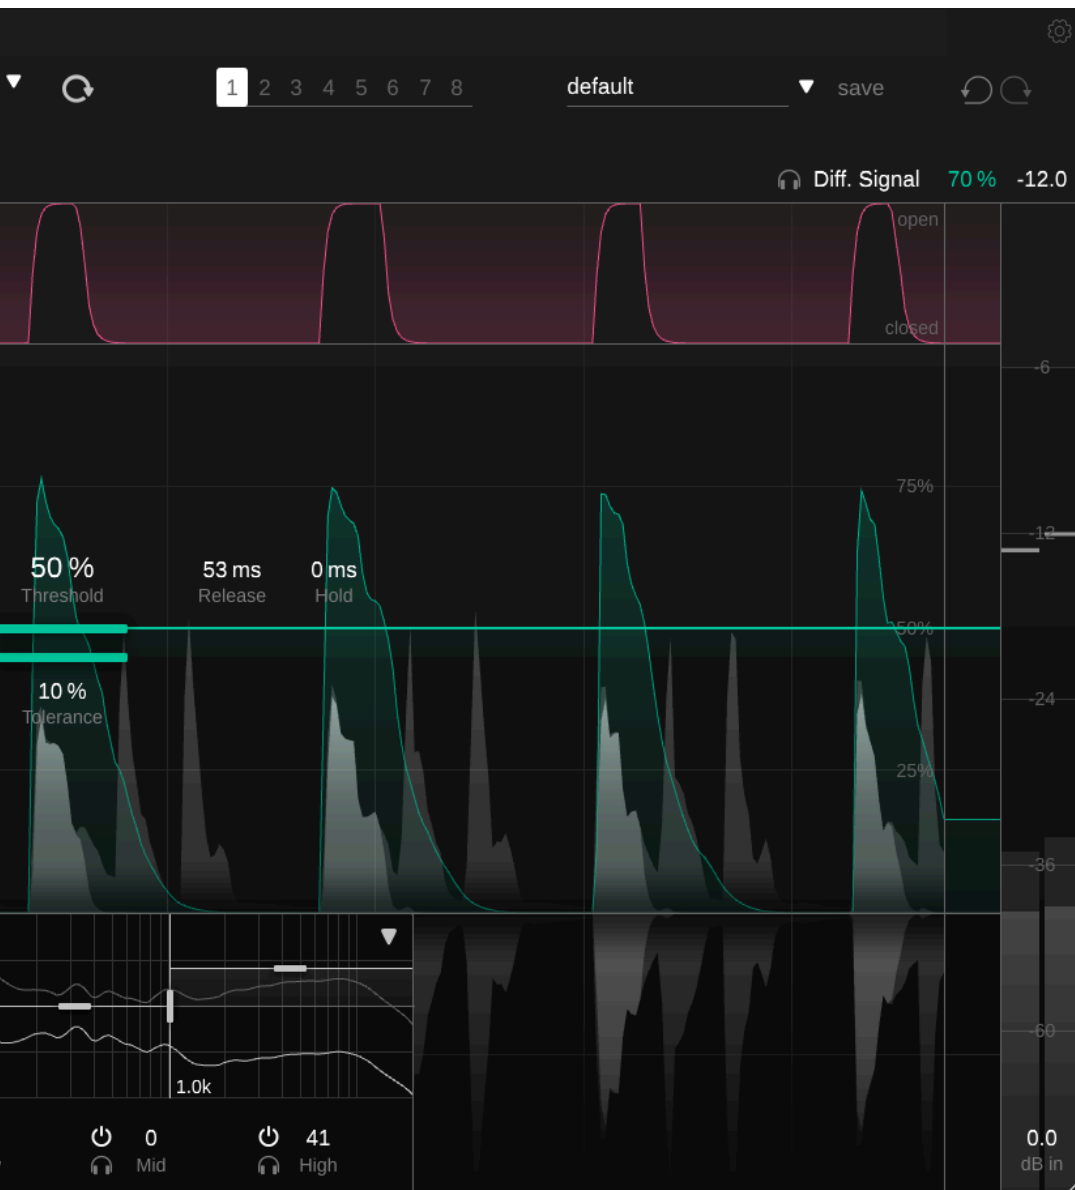 1 2 3 4 5 6 7 8 default save
Diff. Signal 70 % -12.0
open
closed
-6
75%
-12
50 % 53 ms 0 ms
Threshold Release Hold
50%
10 %
Tolerance
-24
25%
-36
-60
1.0k
0 41 0.0
Mid High dB in